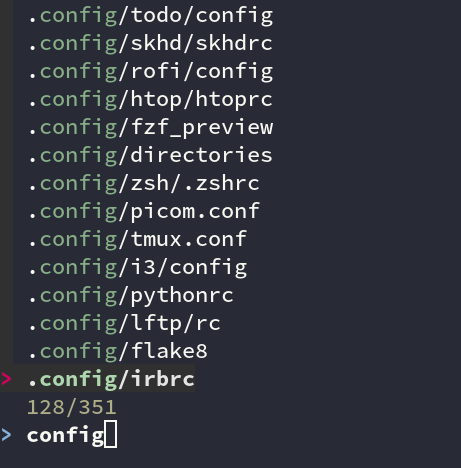 .config/todo/config
.config/skhd/skhdrc
.config/rofi/config
.config/htop/htoprc
.config/fzf_preview
.config/directories
.config/zsh/.zshrc
.config/picom.conf
.config/tmux.conf
.config/i3/config
.config/pythonrc
.config/lftp/rc
.config/flake8
> .config/irbrc
128/351
> config